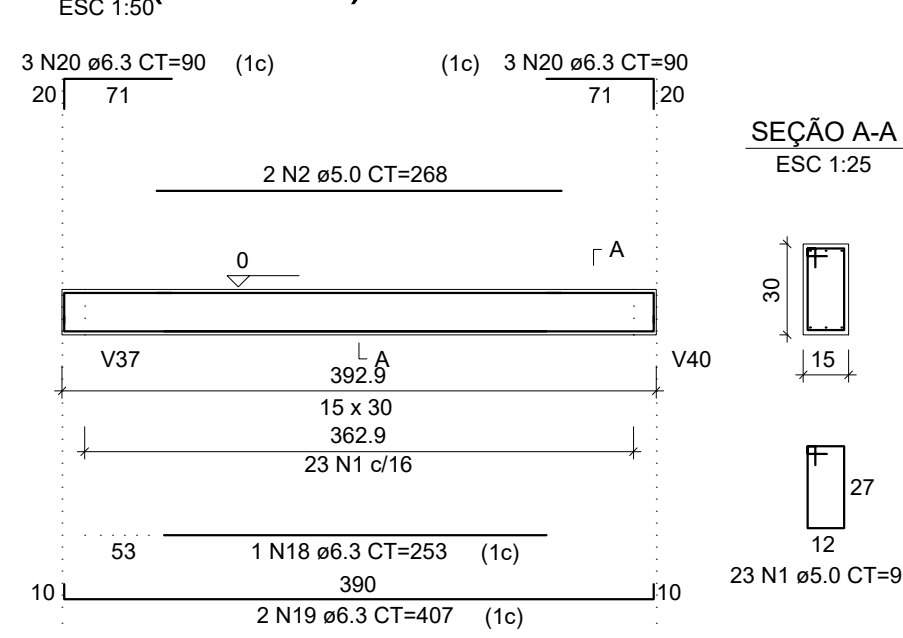 ESC 1:50
3 N20 ø6.3 CT=90 (1c)
(1c) 3 N20 ø6.3 CT=90
20 71
71 20
2 N2 ø5.0 CT=268
SEÇÃO A-A
ESC 1:25
0
A
30
15
V37
A
V40
392.9
15 x 30
362.9
23 N1 c/16
27
12
23 N1 ø5.0 CT=9
53
1 N18 ø6.3 CT=253 (1c)
10 390 10
2 N19 ø6.3 CT=407 (1c)